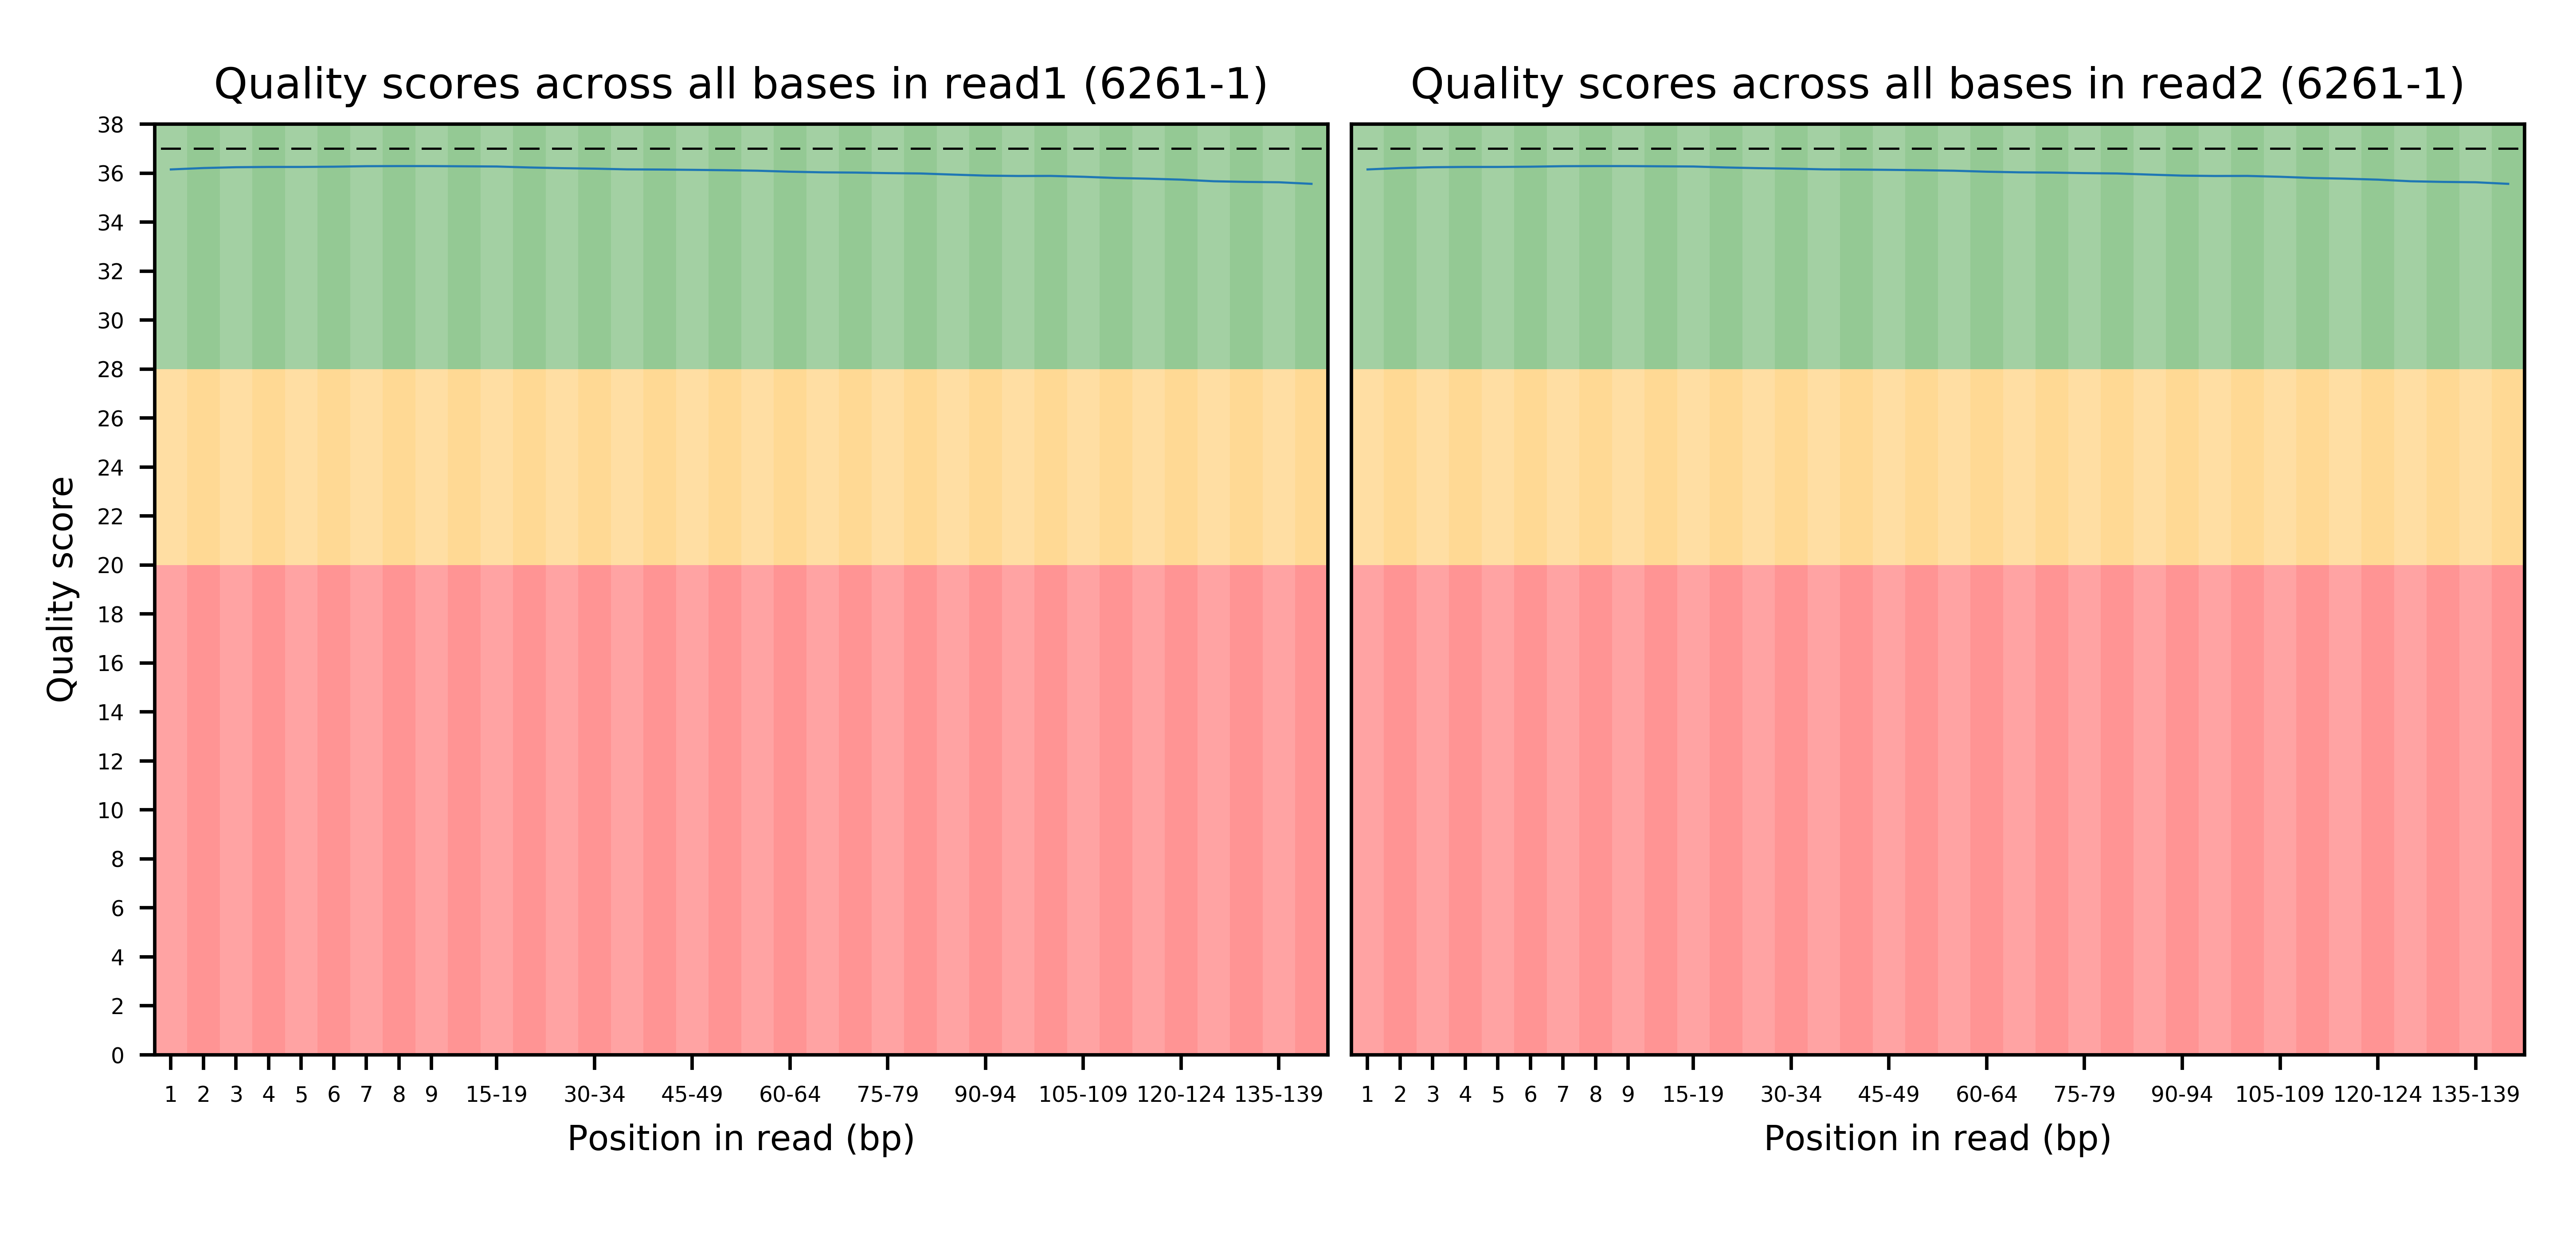 Quality scores across all bases in read1 (6261-1)
Quality scores across all bases in read2 (6261-1)
Quality score
38
36
34
32
30
28
26
24
22
20
18
16
14
12
10
8
6
4
2
0
1 2 3 4 5 6 7 8 9 15-19 30-34 45-49 60-64 75-79 90-94 105-109 120-124 135-139
Position in read (bp)
1 2 3 4 5 6 7 8 9 15-19 30-34 45-49 60-64 75-79 90-94 105-109 120-124 135-139
Position in read (bp)